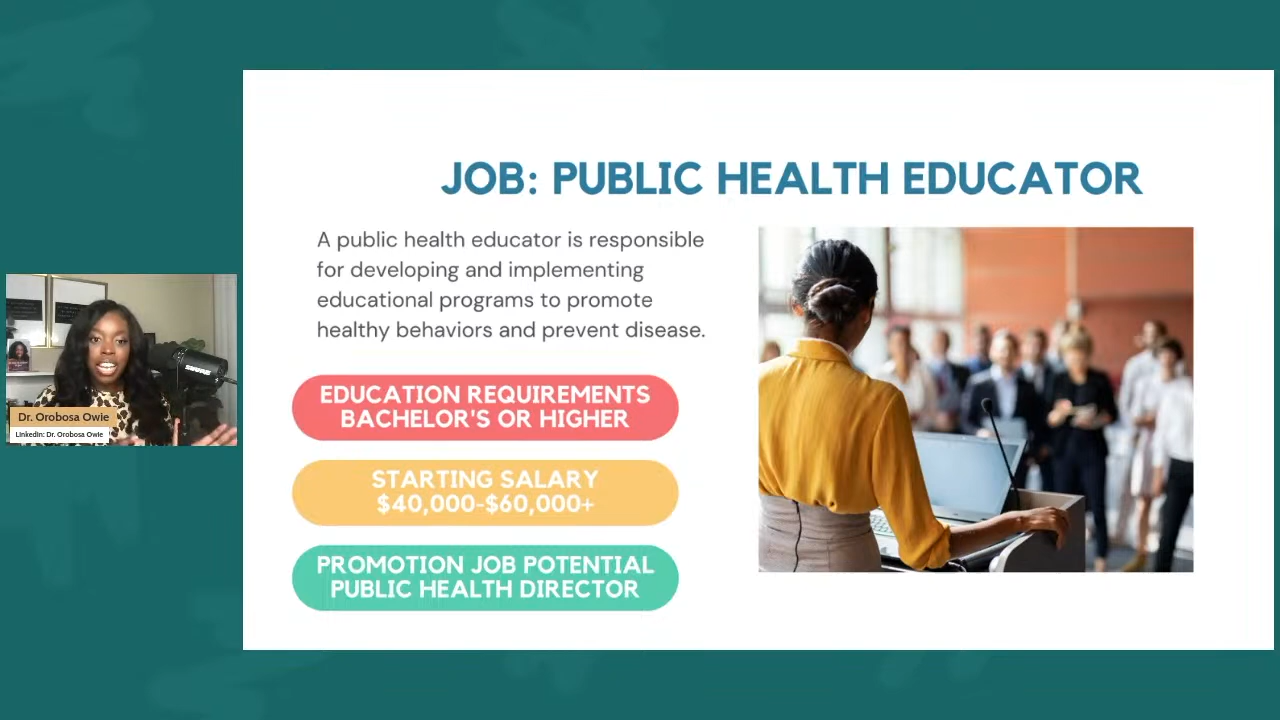 JOB: PUBLIC HEALTH EDUCATOR
A public health educator is responsible
for developing and implementing
educational programs to promote
healthy behaviors and prevent disease.
EDUCATION REQUIREMENTS
BACHELOR'S OR HIGHER
STARTING SALARY
$40,000-$60,000+
PROMOTION JOB POTENTIAL
PUBLIC HEALTH DIRECTOR
SHURE
Dr. Orobosa Owie
LinkedIn: Dr. Orobosa Owie